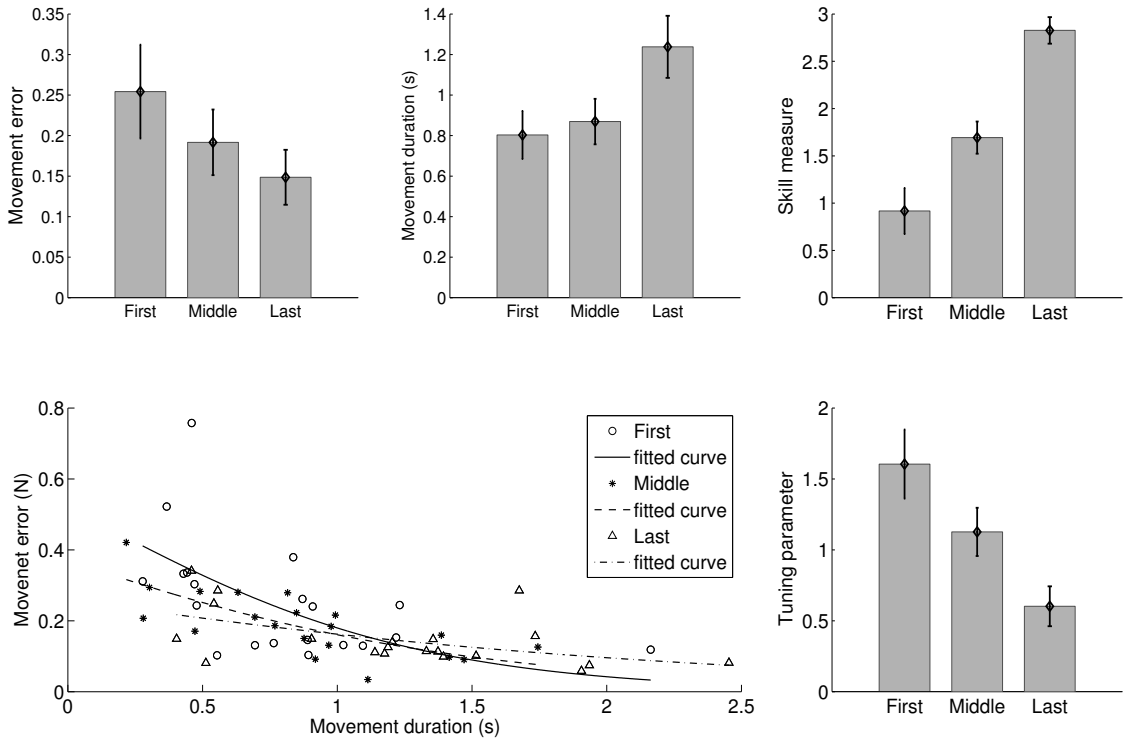 Movement error
0.35
0.3
0.25
0.2
0.15
0.1
0.05
0
First Middle Last
Movement duration (s)
1.4
1.2
1
0.8
0.6
0.4
0.2
0
First Middle Last
Skill measure
3
2.5
2
1.5
1
0.5
0
First Middle Last
Movenet error (N)
0.8
0.6
0.4
0.2
0
0 0.5 1 1.5 2 2.5
Movement duration (s)
First
fitted curve
Middle
fitted curve
Last
fitted curve
Tuning parameter
2
1.5
1
0.5
0
First Middle Last